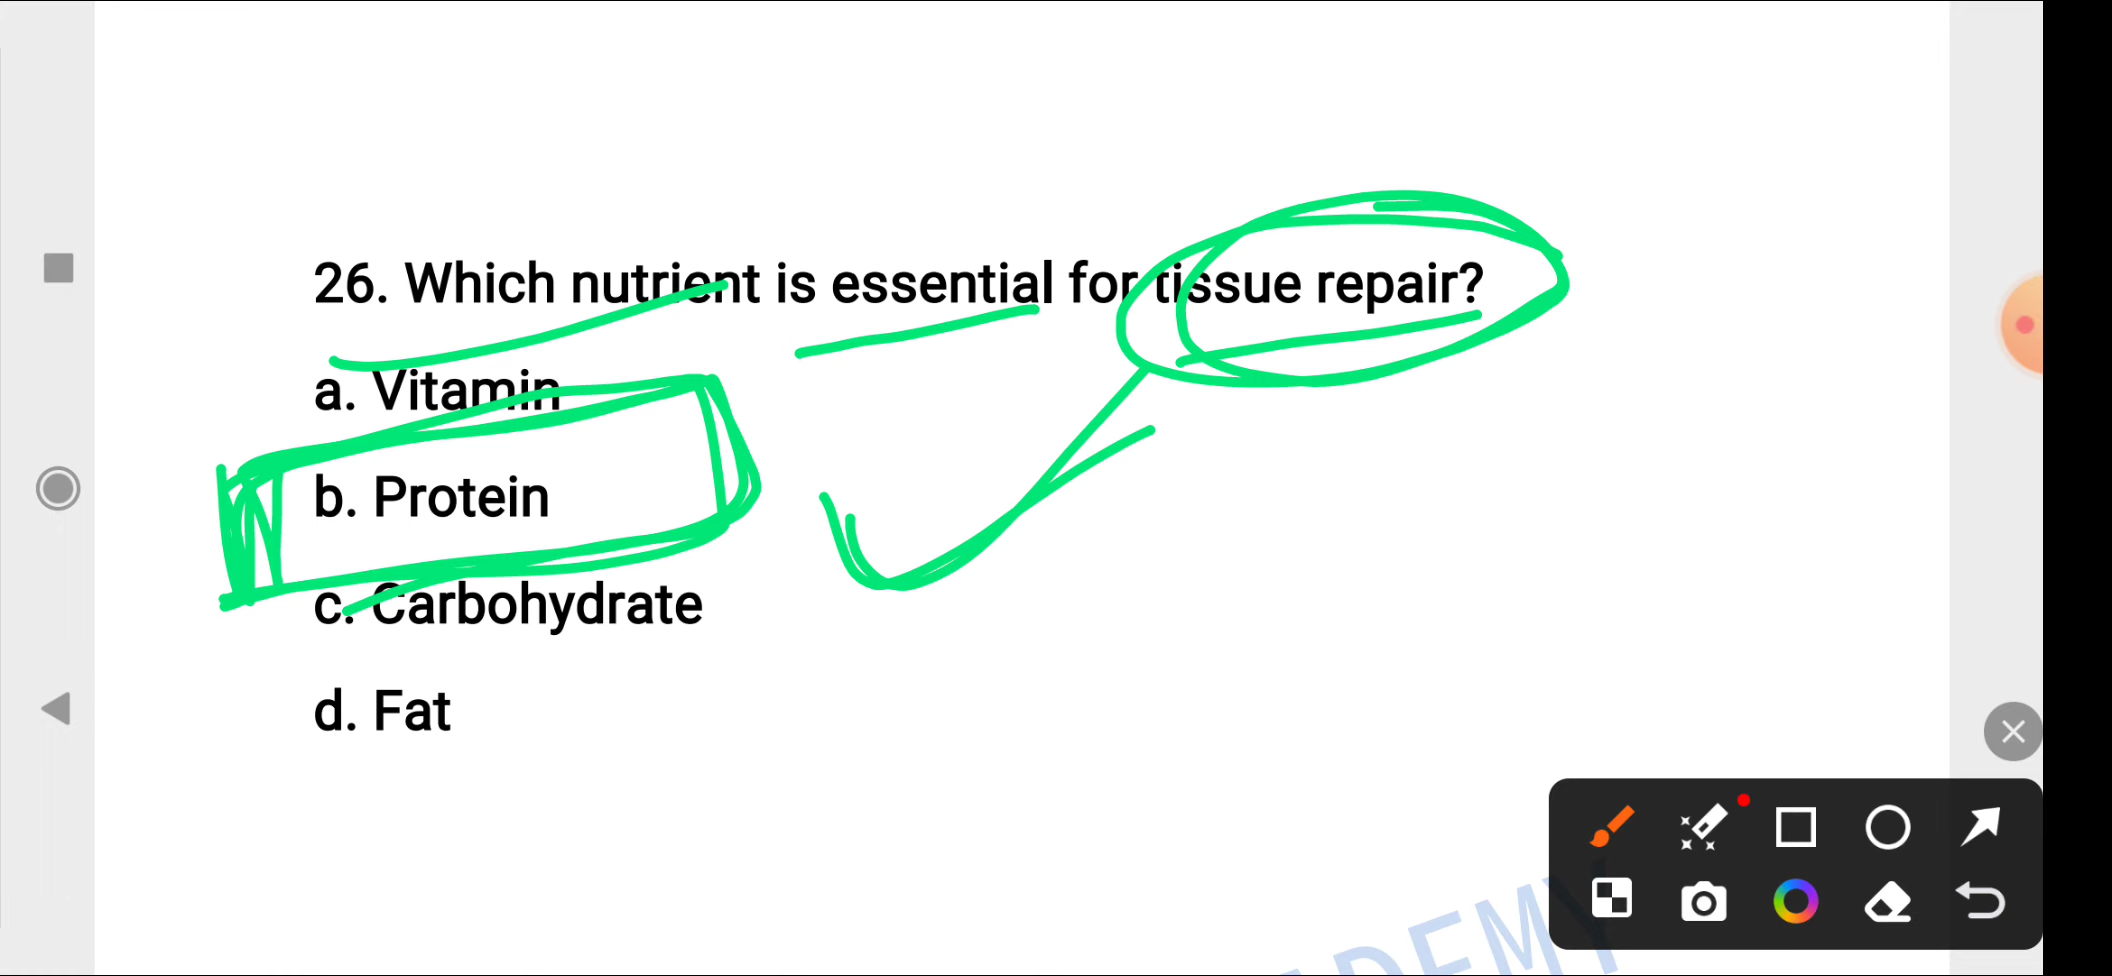 26. Which nutrient is essential for tissue repair?
a. Vitamin
b. Protein
c. Carbohydrate
d. Fat